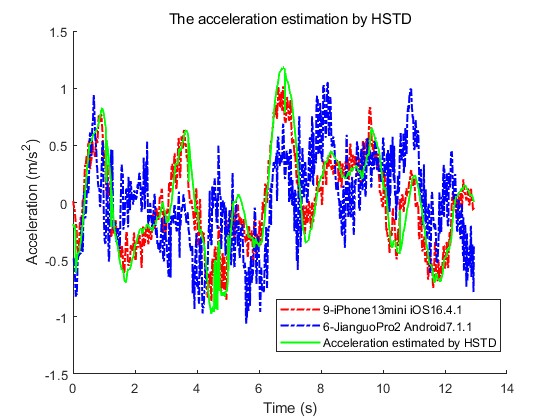 The acceleration estimation by HSTD
1.5
1
0.5
0
-0.5
-1
-1.5
Acceleration (m/s²)
9-iPhone13mini iOS16.4.1
6-JianguoPro2 Android7.1.1
Acceleration estimated by HSTD
0 2 4 6 8 10 12 14
Time (s)